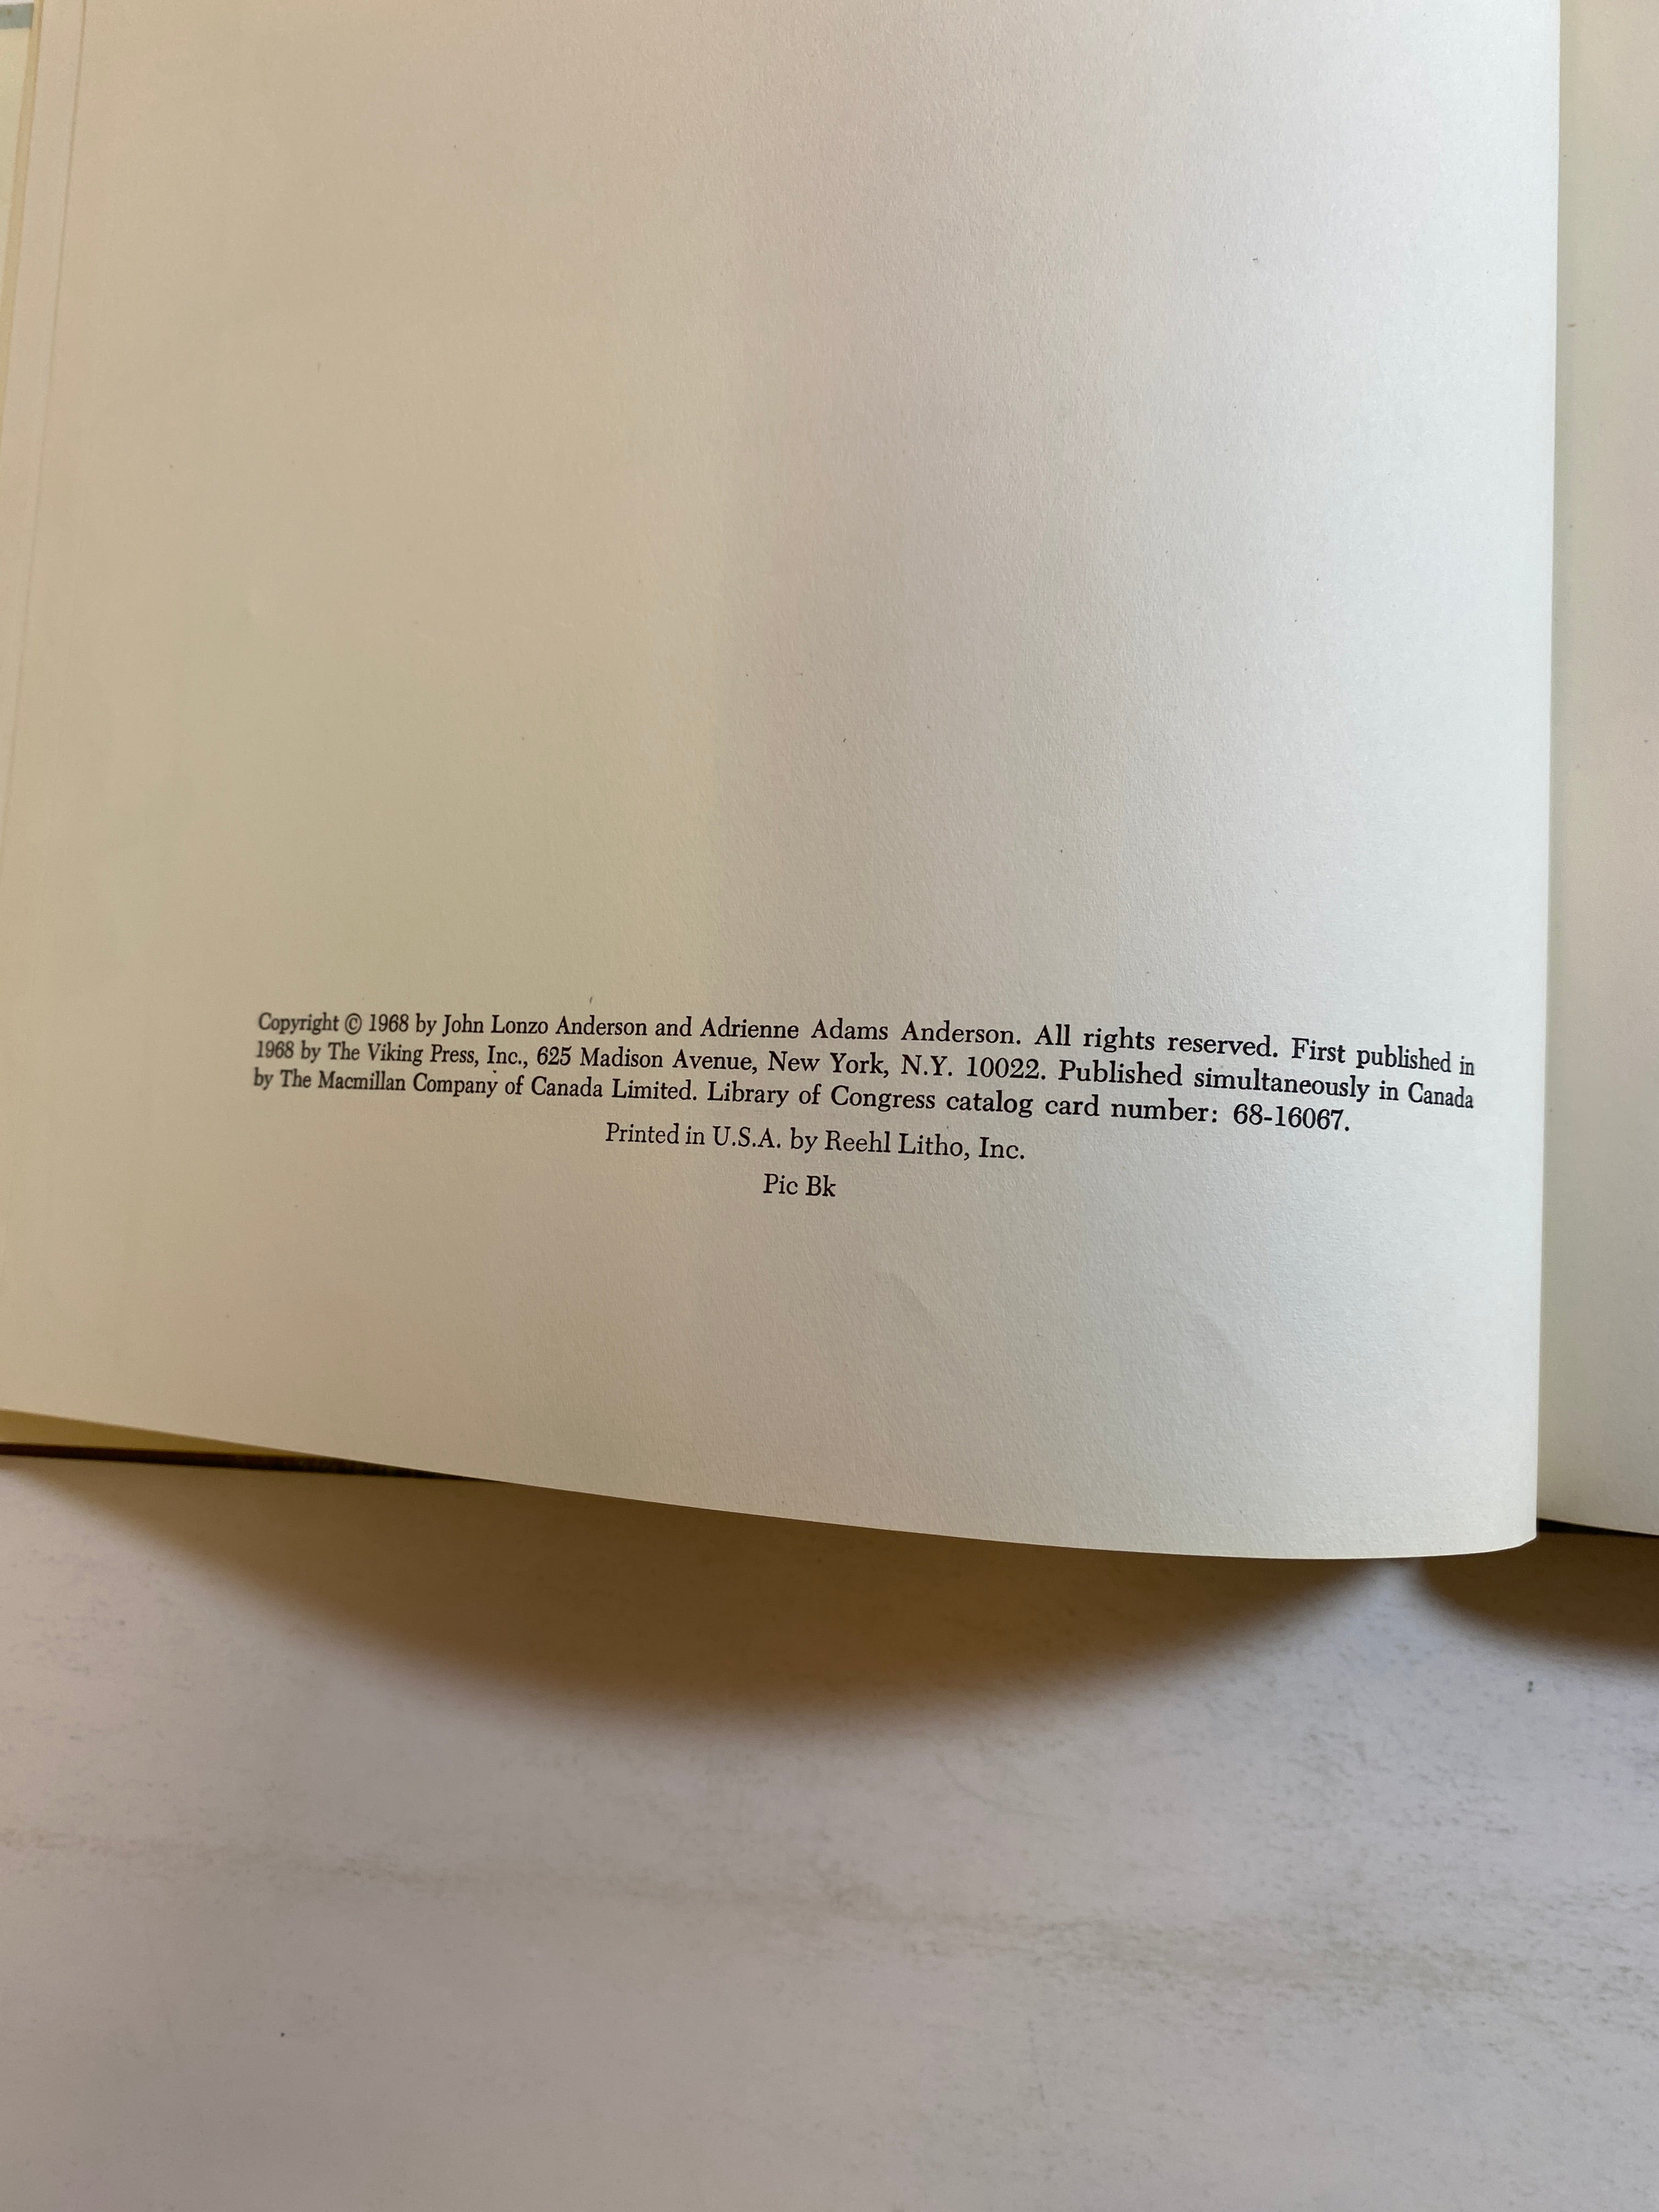 Copyright © 1968 by John Lonzo Anderson and Adrienne Adams Anderson. All rights reserved. First published in
1968 by The Viking Press, Inc., 625 Madison Avenue, New York, N.Y. 10022. Published simultaneously in Canada
by The Macmillan Company of Canada Limited. Library of Congress catalog card number: 68-16067.
Printed in U.S.A. by Reehl Litho, Inc.
Pic Bk